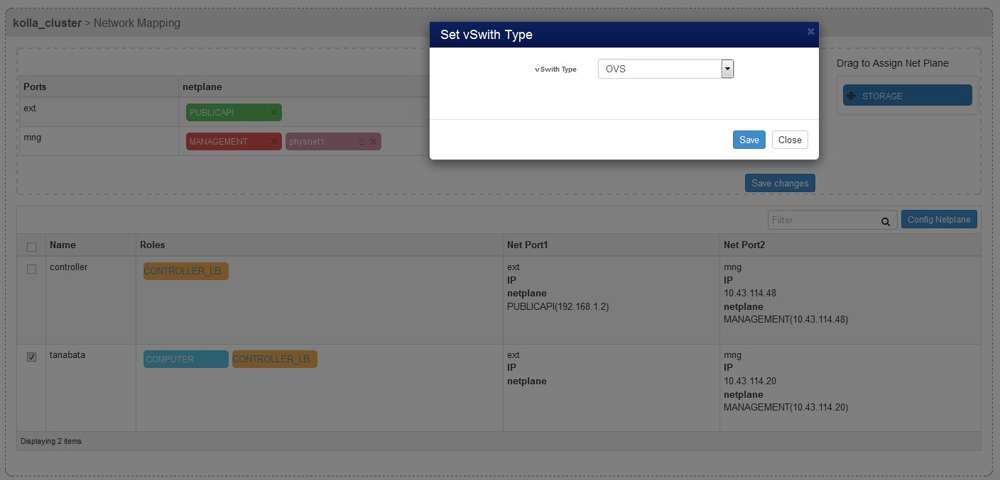 kolla_cluster > Network Mapping
Set vSwith Type
vSwith Type
OVS
Save
Close
Drag to Assign Net Plane
STORAGE
Ports
netplane
ext
PUBLICAPI
mng
MANAGEMENT
physnet1
Save changes
Filter
Config Netplane
Name
Roles
Net Port1
Net Port2
controller
CONTROLLER_LB
ext
IP
netplane
PUBLICAPI(192.168.1.2)
mng
IP
10.43.114.48
netplane
MANAGEMENT(10.43.114.48)
tanabata
COMPUTER
CONTROLLER_LB
ext
IP
netplane
mng
IP
10.43.114.20
netplane
MANAGEMENT(10.43.114.20)
Displaying 2 items